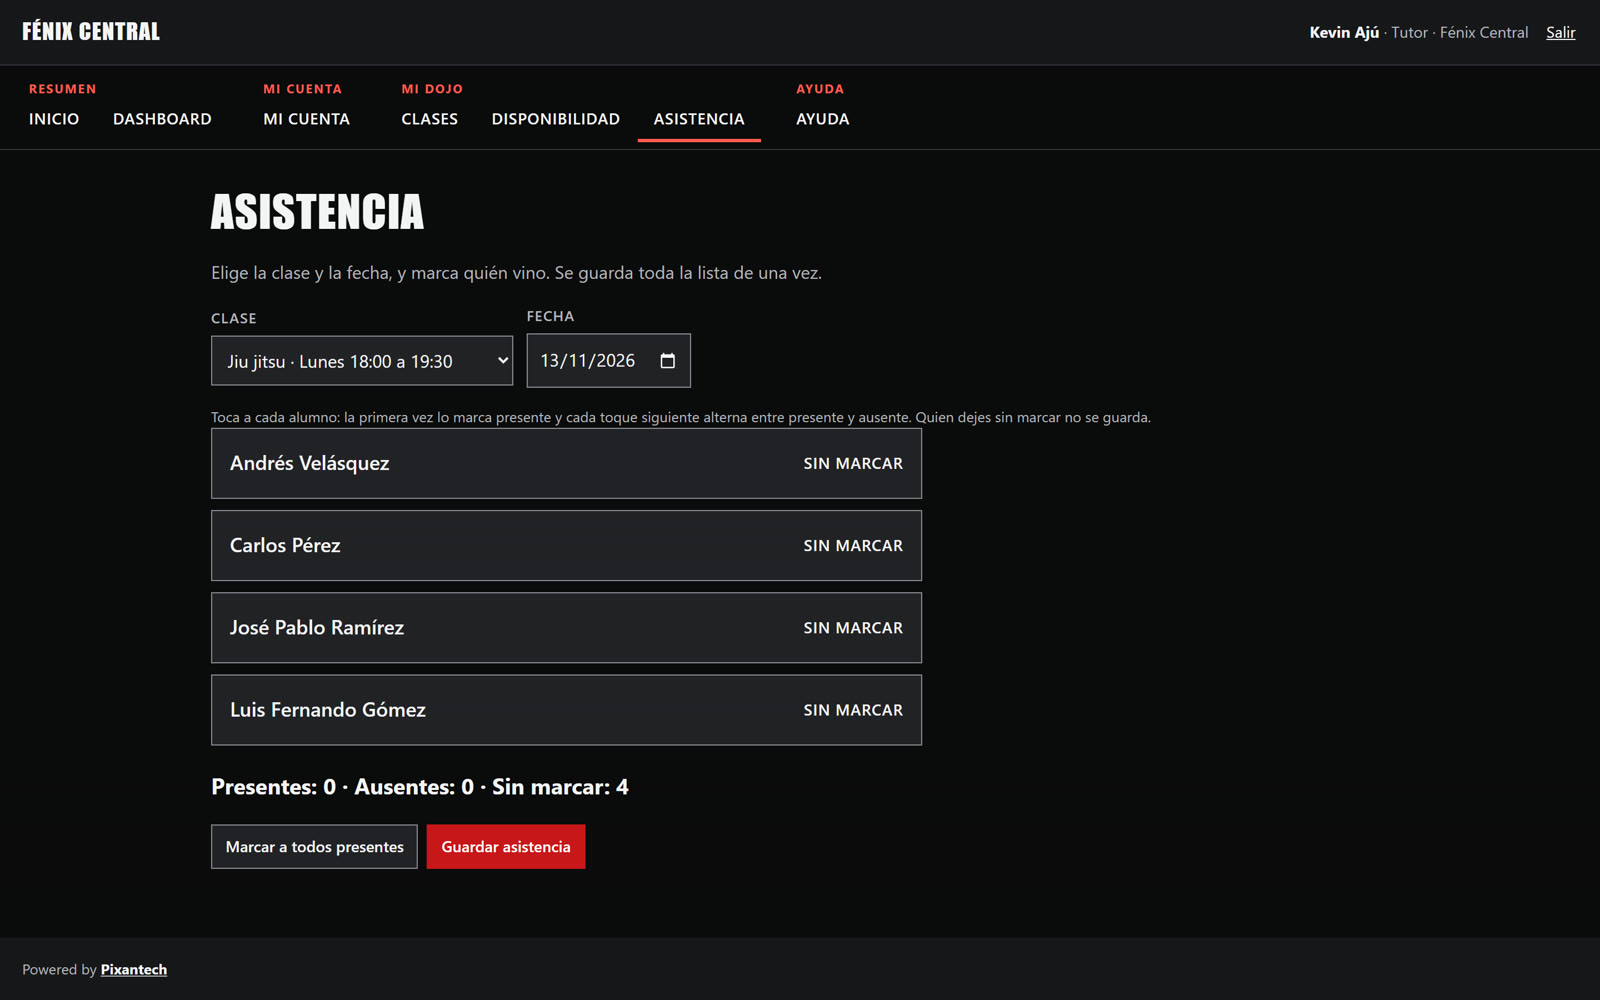 FÉNIX CENTRAL
Kevin Ajú · Tutor · Fénix Central Salir
RESUMEN MI CUENTA MI DOJO AYUDA
INICIO DASHBOARD MI CUENTA CLASES DISPONIBILIDAD ASISTENCIA AYUDA
ASISTENCIA
Elige la clase y la fecha, y marca quién vino. Se guarda toda la lista de una vez.
CLASE FECHA
Jiu jitsu · Lunes 18:00 a 19:30 13/11/2026
Toca a cada alumno: la primera vez lo marca presente y cada toque siguiente alterna entre presente y ausente. Quien dejes sin marcar no se guarda.
Andrés Velásquez SIN MARCAR
Carlos Pérez SIN MARCAR
José Pablo Ramírez SIN MARCAR
Luis Fernando Gómez SIN MARCAR
Presentes: 0 · Ausentes: 0 · Sin marcar: 4
Marcar a todos presentes Guardar asistencia
Powered by Pixantech